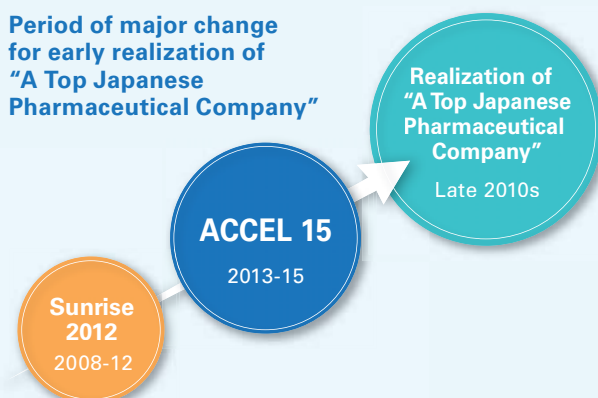 Period of major change
for early realization of
“A Top Japanese
Pharmaceutical Company”
Realization of
“A Top Japanese
Pharmaceutical
Company”
Late 2010s
ACCEL 15
2013-15
Sunrise
2012
2008-12